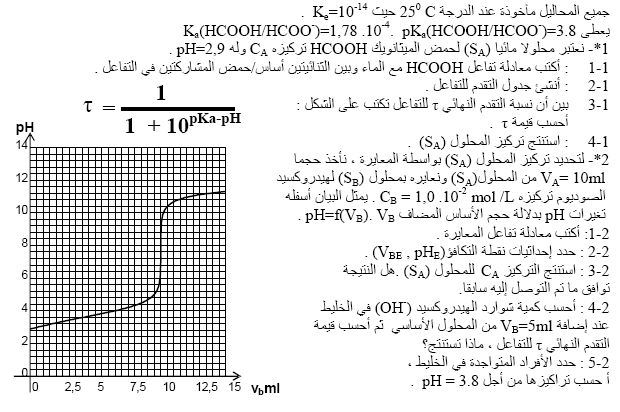 جميع المحاليل مأخوذة عند الدرجة 25⁰ C حيث Kₑ=10⁻¹⁴ .
يعطى Kₐ(HCOOH/HCOO⁻)=1,78 .10⁻⁴. pKₐ(HCOOH/HCOO⁻)=3.8
1*- نعتبر محلولا مائيا (S_A) لحمض الميثانويك HCOOH تركيزه C_A وله pH=2,9
1-1 : أكتب معادلة تفاعل HCOOH مع الماء وبين الثنائيتين أساس/حمض المشاركتين في التفاعل .
2-1 : أنشئ جدول التقدم للتفاعل .
3-1 بين أن نسبة التقدم النهائي τ للتفاعل تكتب على الشكل :
τ = 1 / (1 + 10^(pKa-pH))
أحسب قيمة τ .
4-1 : استنتج تركيز المحلول (S_A) .
2*- لتحديد تركيز المحلول (S_A) بواسطة المعايرة ، نأخذ حجما
V_A= 10ml من المحلول(S_A) ونعايره بمحلول (S_B) لهيدروكسيد
الصوديوم تركيزه C_B = 1,0 .10⁻² mol /L . يمثل البيان أسفله
تغيرات pH بدلالة حجم الأساس المضاف pH=f(V_B). V_B .
1-2: أكتب معادلة تفاعل المعايرة .
2-2 : حدد إحداثيات نقطة التكافؤ(V_BE , pH_E) .
3-2 : استنتج التركيز C_A للمحلول (S_A) .هل النتيجة
توافق ما تم التوصل إليه سابقا.
4-2 : أحسب كمية شوارد الهيدروكسيد (OH⁻) في الخليط
عند إضافة V_B=5ml من المحلول الأساسي ثم أحسب قيمة
التقدم النهائي τ للتفاعل ، ماذا تستنتج؟
5-2 : حدد الأفراد المتواجدة في الخليط ،
أ حسب تراكيزها من أجل pH = 3.8 .
pH
14
12
10
8
6
4
2
0
0 2,5 5 7,5 10 12,5 15
v_b ml